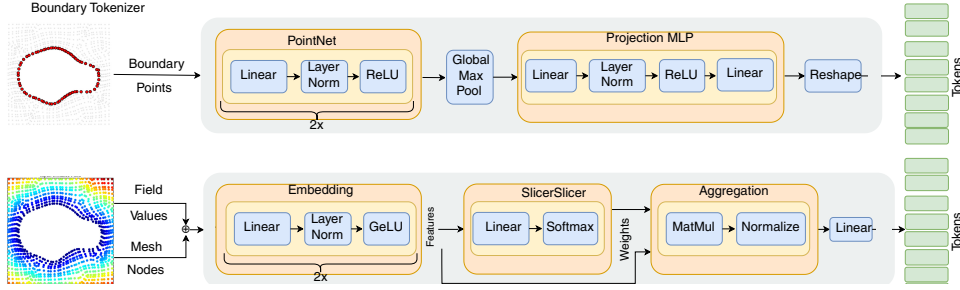 Boundary Tokenizer
Boundary
Points
PointNet
Linear
Layer
Norm
ReLU
2x
Global
Max
Pool
Projection MLP
Linear
Layer
Norm
ReLU
Linear
Reshape
Tokens
Field
Values
Mesh
Nodes
Embedding
Linear
Layer
Norm
GeLU
2x
Features
SlicerSlicer
Linear
Softmax
Weights
Aggregation
MatMul
Normalize
Linear
Tokens